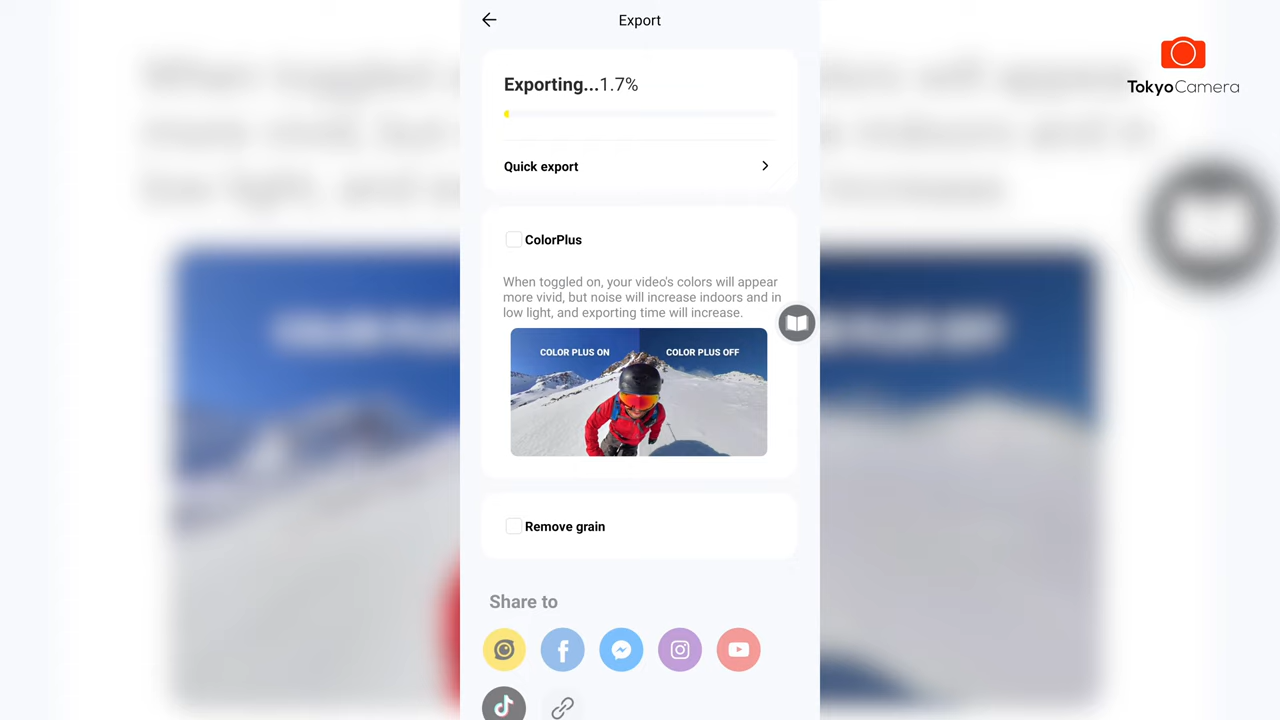 Export
TokyoCamera
Exporting...1.7%
Quick export
ColorPlus
When toggled on, your video's colors will appear
more vivid, but noise will increase indoors and in
low light, and exporting time will increase.
COLOR PLUS ON
COLOR PLUS OFF
Remove grain
Share to